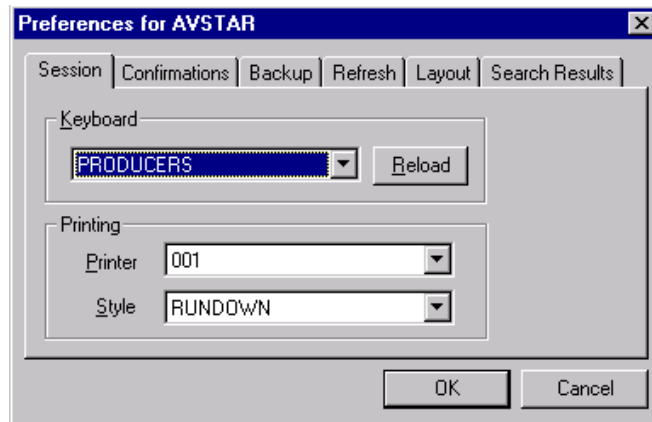 Preferences for AVSTAR
Session Confirmations Backup Refresh Layout Search Results
Keyboard
PRODUCERS Reload
Printing
Printer 001
Style RUNDOWN
OK Cancel